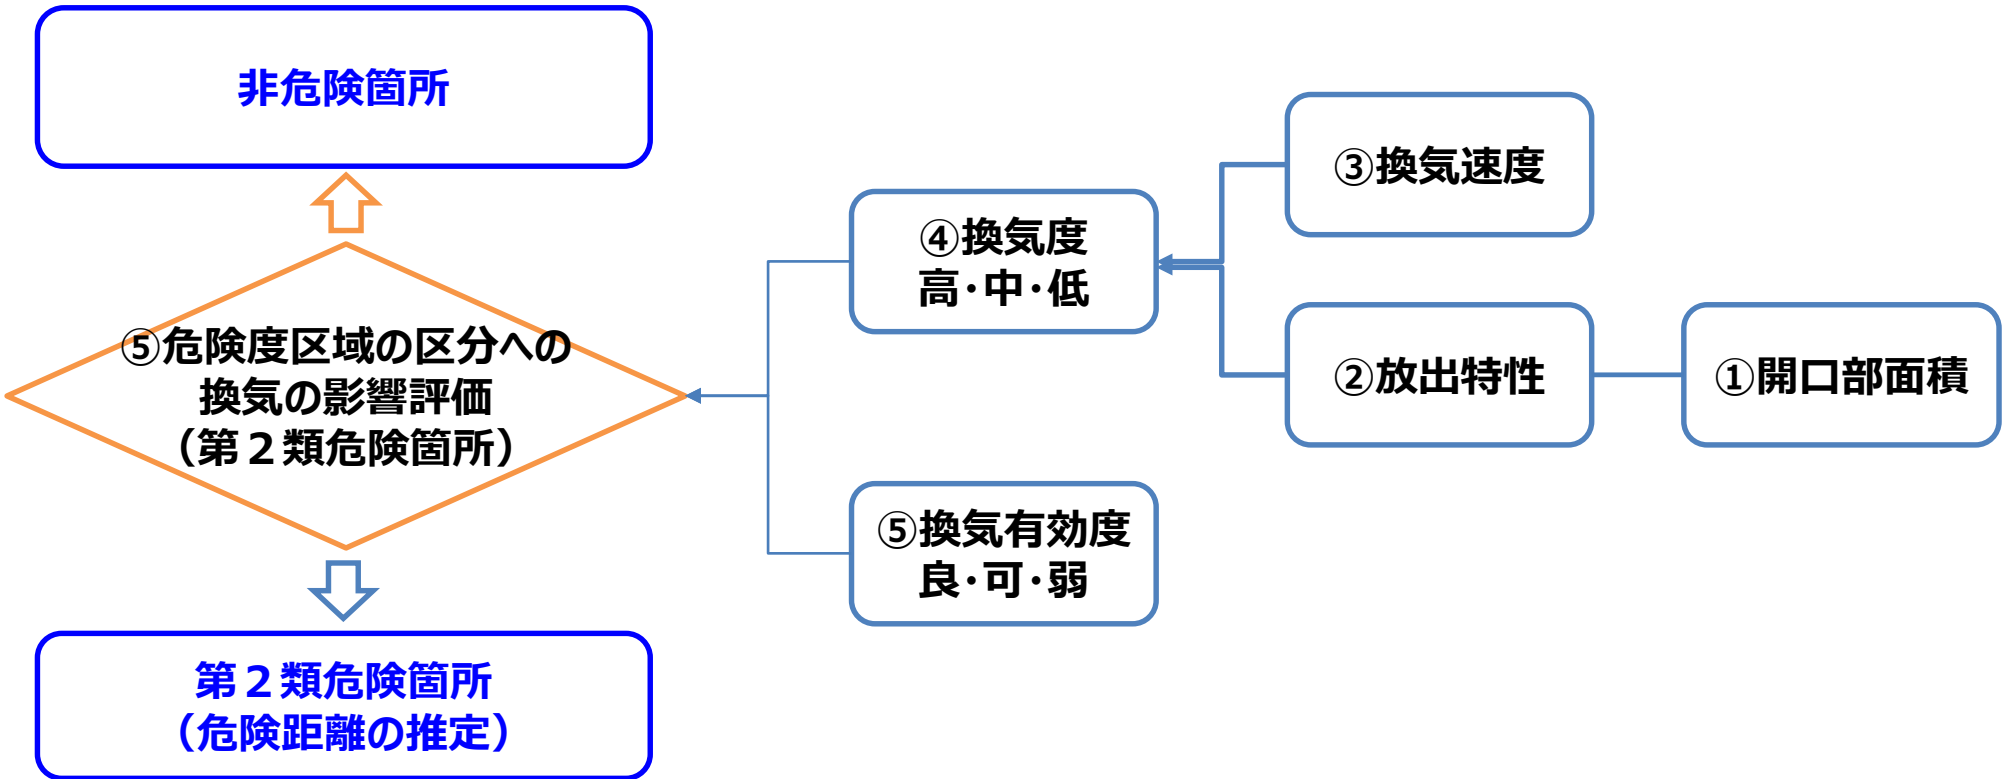 非危険箇所
⑤危険度区域の区分への
換気の影響評価
（第２類危険箇所）
第２類危険箇所
（危険距離の推定）
④換気度
高・中・低
⑤換気有効度
良・可・弱
③換気速度
②放出特性
①開口部面積